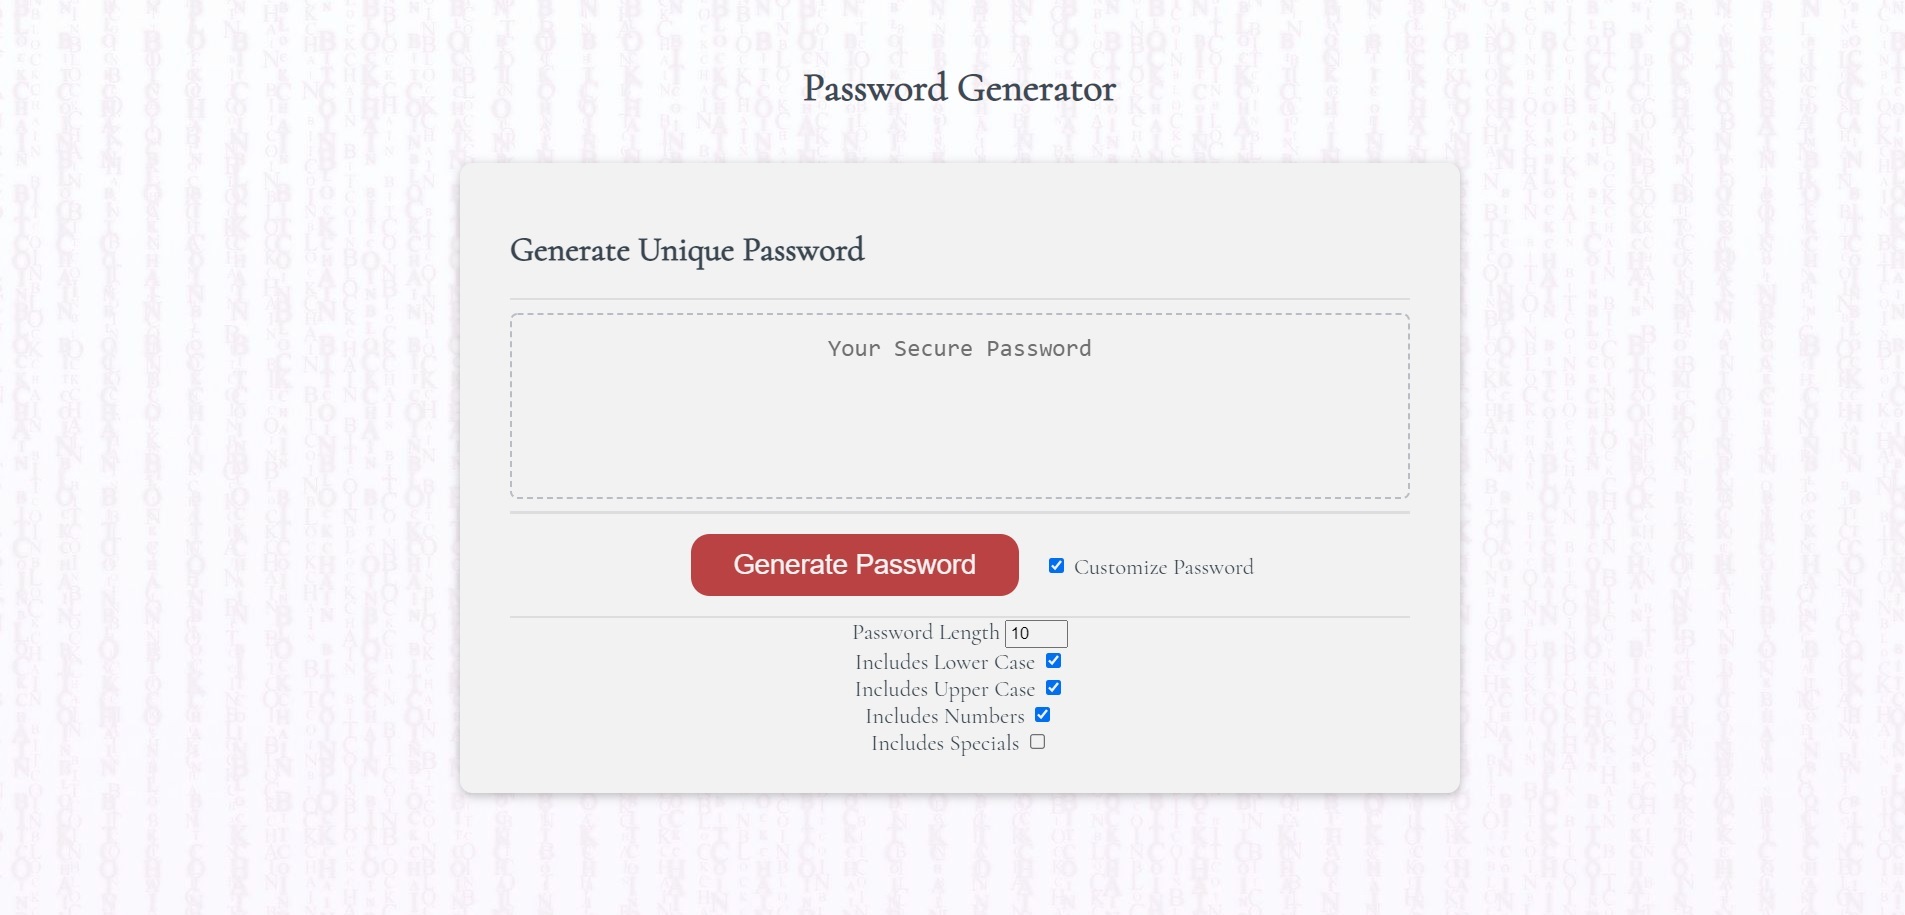 Password Generator
Generate Unique Password
Your Secure Password
Generate Password
Customize Password
Password Length 10
Includes Lower Case
Includes Upper Case
Includes Numbers
Includes Specials